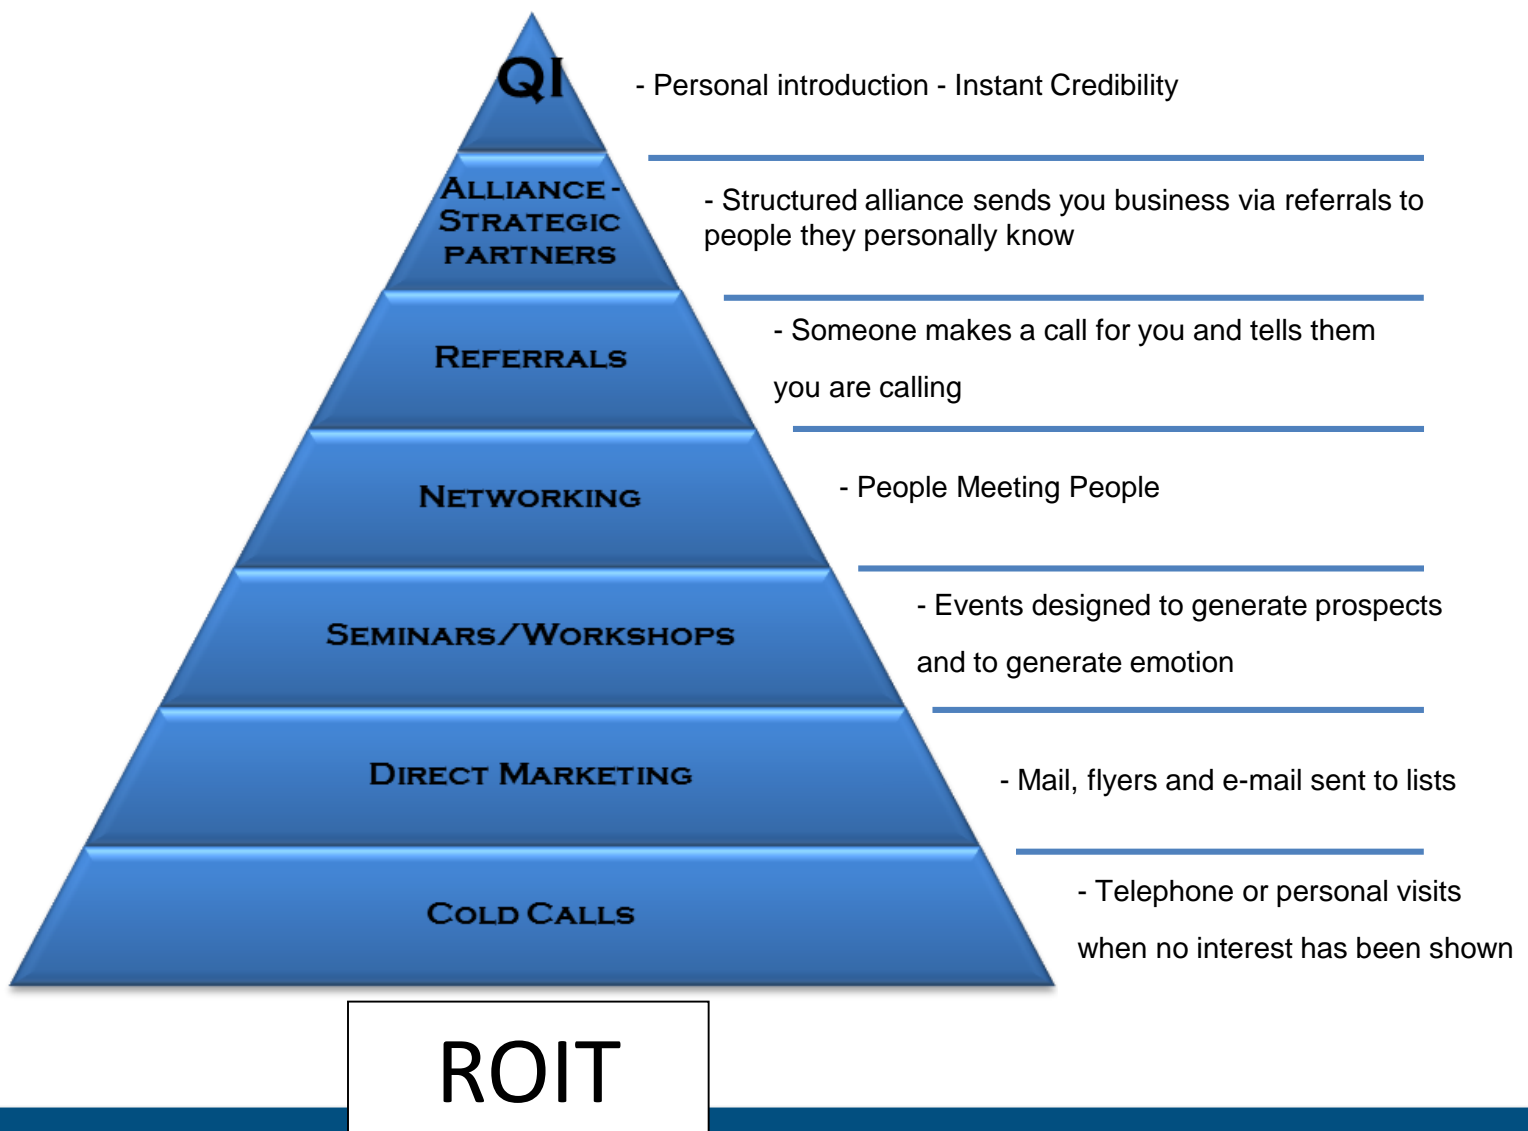 QI
- Personal introduction - Instant Credibility
ALLIANCE -
STRATEGIC
PARTNERS
- Structured alliance sends you business via referrals to
people they personally know
REFERRALS
- Someone makes a call for you and tells them
you are calling
NETWORKING
- People Meeting People
SEMINARS/WORKSHOPS
- Events designed to generate prospects
and to generate emotion
DIRECT MARKETING
- Mail, flyers and e-mail sent to lists
COLD CALLS
- Telephone or personal visits
when no interest has been shown
ROIT